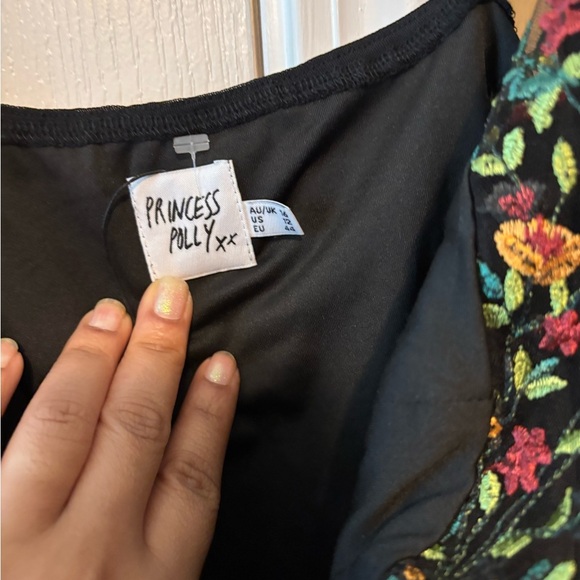 PRINCESS
POLLY xx
AU/UK 16
US 12
EU 44